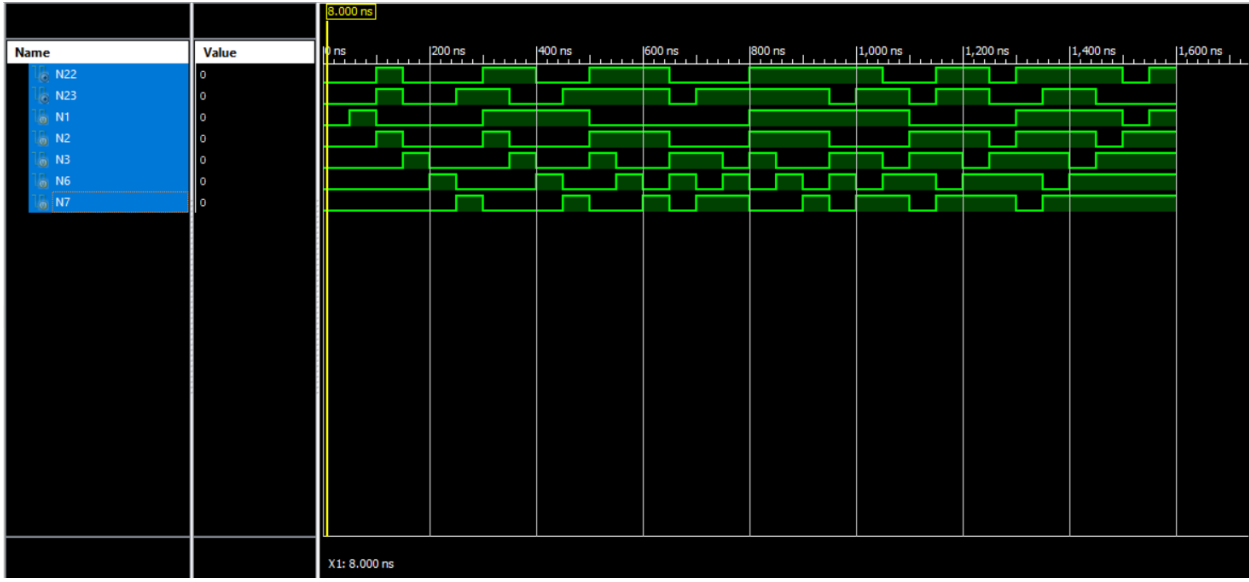 8.000 ns
Name Value
0 ns 200 ns 400 ns 600 ns 800 ns 1,000 ns 1,200 ns 1,400 ns 1,600 ns
N22 0
N23 0
N1 0
N2 0
N3 0
N6 0
N7 0
X1: 8.000 ns